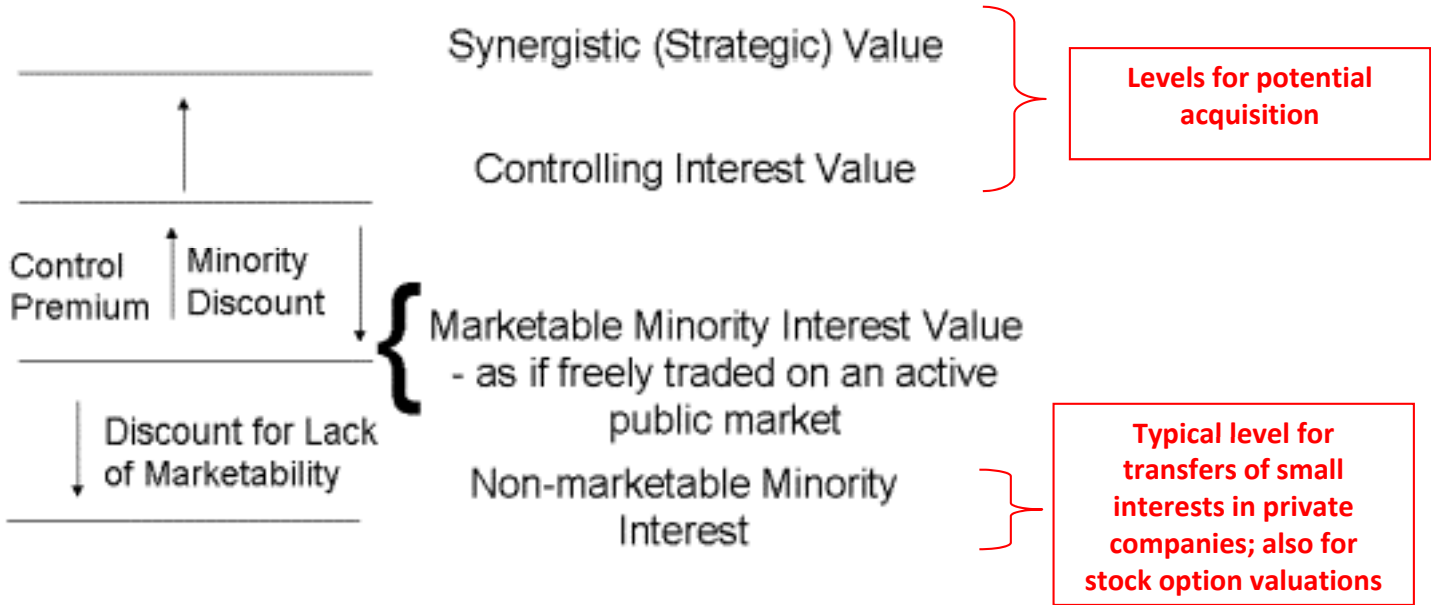 Synergistic (Strategic) Value
Levels for potential
acquisition
Controlling Interest Value
Control
Premium
Minority
Discount
Marketable Minority Interest Value
- as if freely traded on an active
public market
Discount for Lack
of Marketability
Non-marketable Minority
Interest
Typical level for
transfers of small
interests in private
companies; also for
stock option valuations